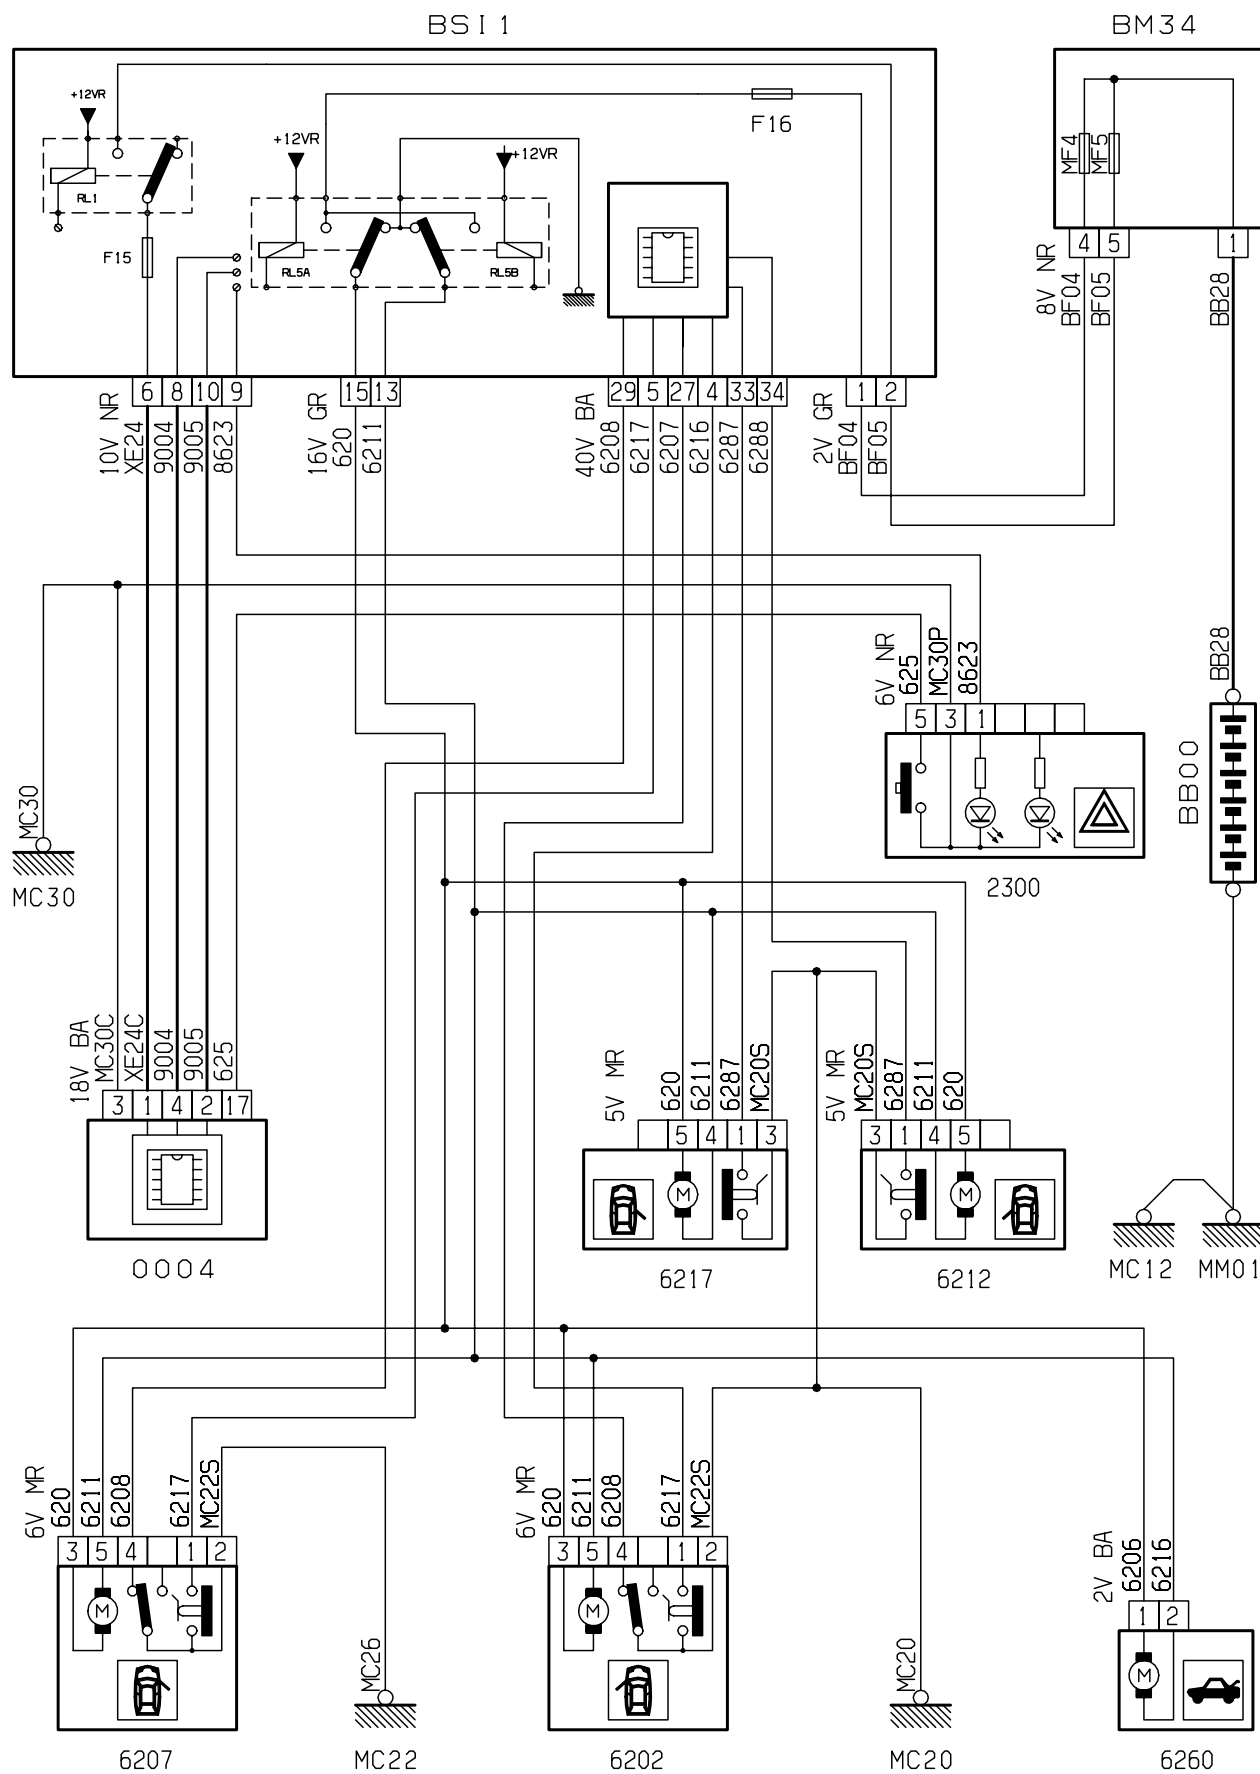 BSI1
BM34
+12VR
RL1
F15
+12VR
+12VR
RL5A
RL5B
F16
MF4
MF5
4 5 1
8V NR
BF04
BF05
BB28
6 8 10 9
15 13
29 5 27 4 33 34
1 2
10V NR
XE24
9004
9005
8623
16V GR
620
6211
40V BA
6208
6217
6207
6216
6287
6288
2V GR
BF04
BF05
6V NR
625
MC30P
8623
BB28
5 3 1
BB00
2300
MC30
MC30
18V BA
MC30C
XE24C
9004
9005
625
3 1 4 2 17
0004
5V MR
620
6211
6287
MC20S
5 4 1 3
M
6217
5V MR
MC20S
6287
6211
620
3 1 4 5
M
6212
MC12
MM01
6V MR
620
6211
6208
6217
MC22S
3 5 4 1 2
M
6207
MC26
MC22
6V MR
620
6211
6208
6217
MC22S
3 5 4 1 2
M
6202
MC20
MC20
2V BA
6206
6216
1 2
M
6260